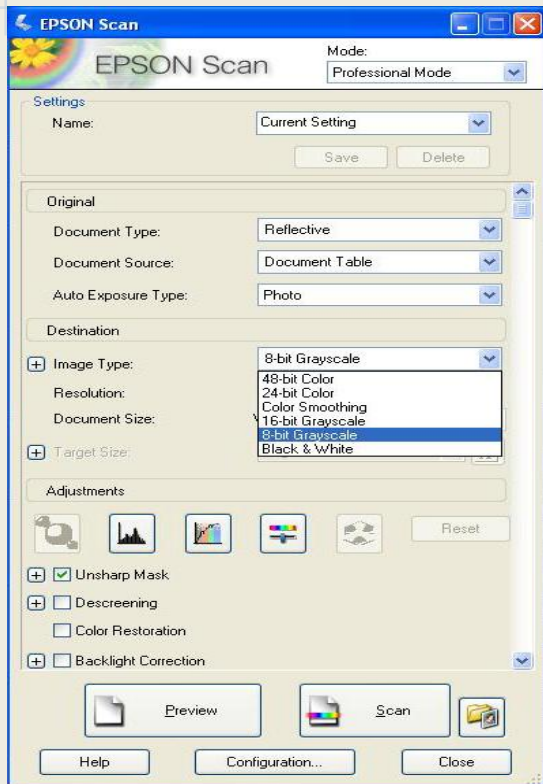 EPSON Scan
EPSON Scan
Mode:
Professional Mode
Settings
Name:
Current Setting
Save
Delete
Original
Document Type:
Reflective
Document Source:
Document Table
Auto Exposure Type:
Photo
Destination
Image Type:
8-bit Grayscale
48-bit Color
24-bit Color
Color Smoothing
16-bit Grayscale
8-bit Grayscale
Black & White
Resolution:
Document Size:
Target Size:
Adjustments
Reset
Unsharp Mask
Descreening
Color Restoration
Backlight Correction
Preview
Scan
Help
Configuration...
Close